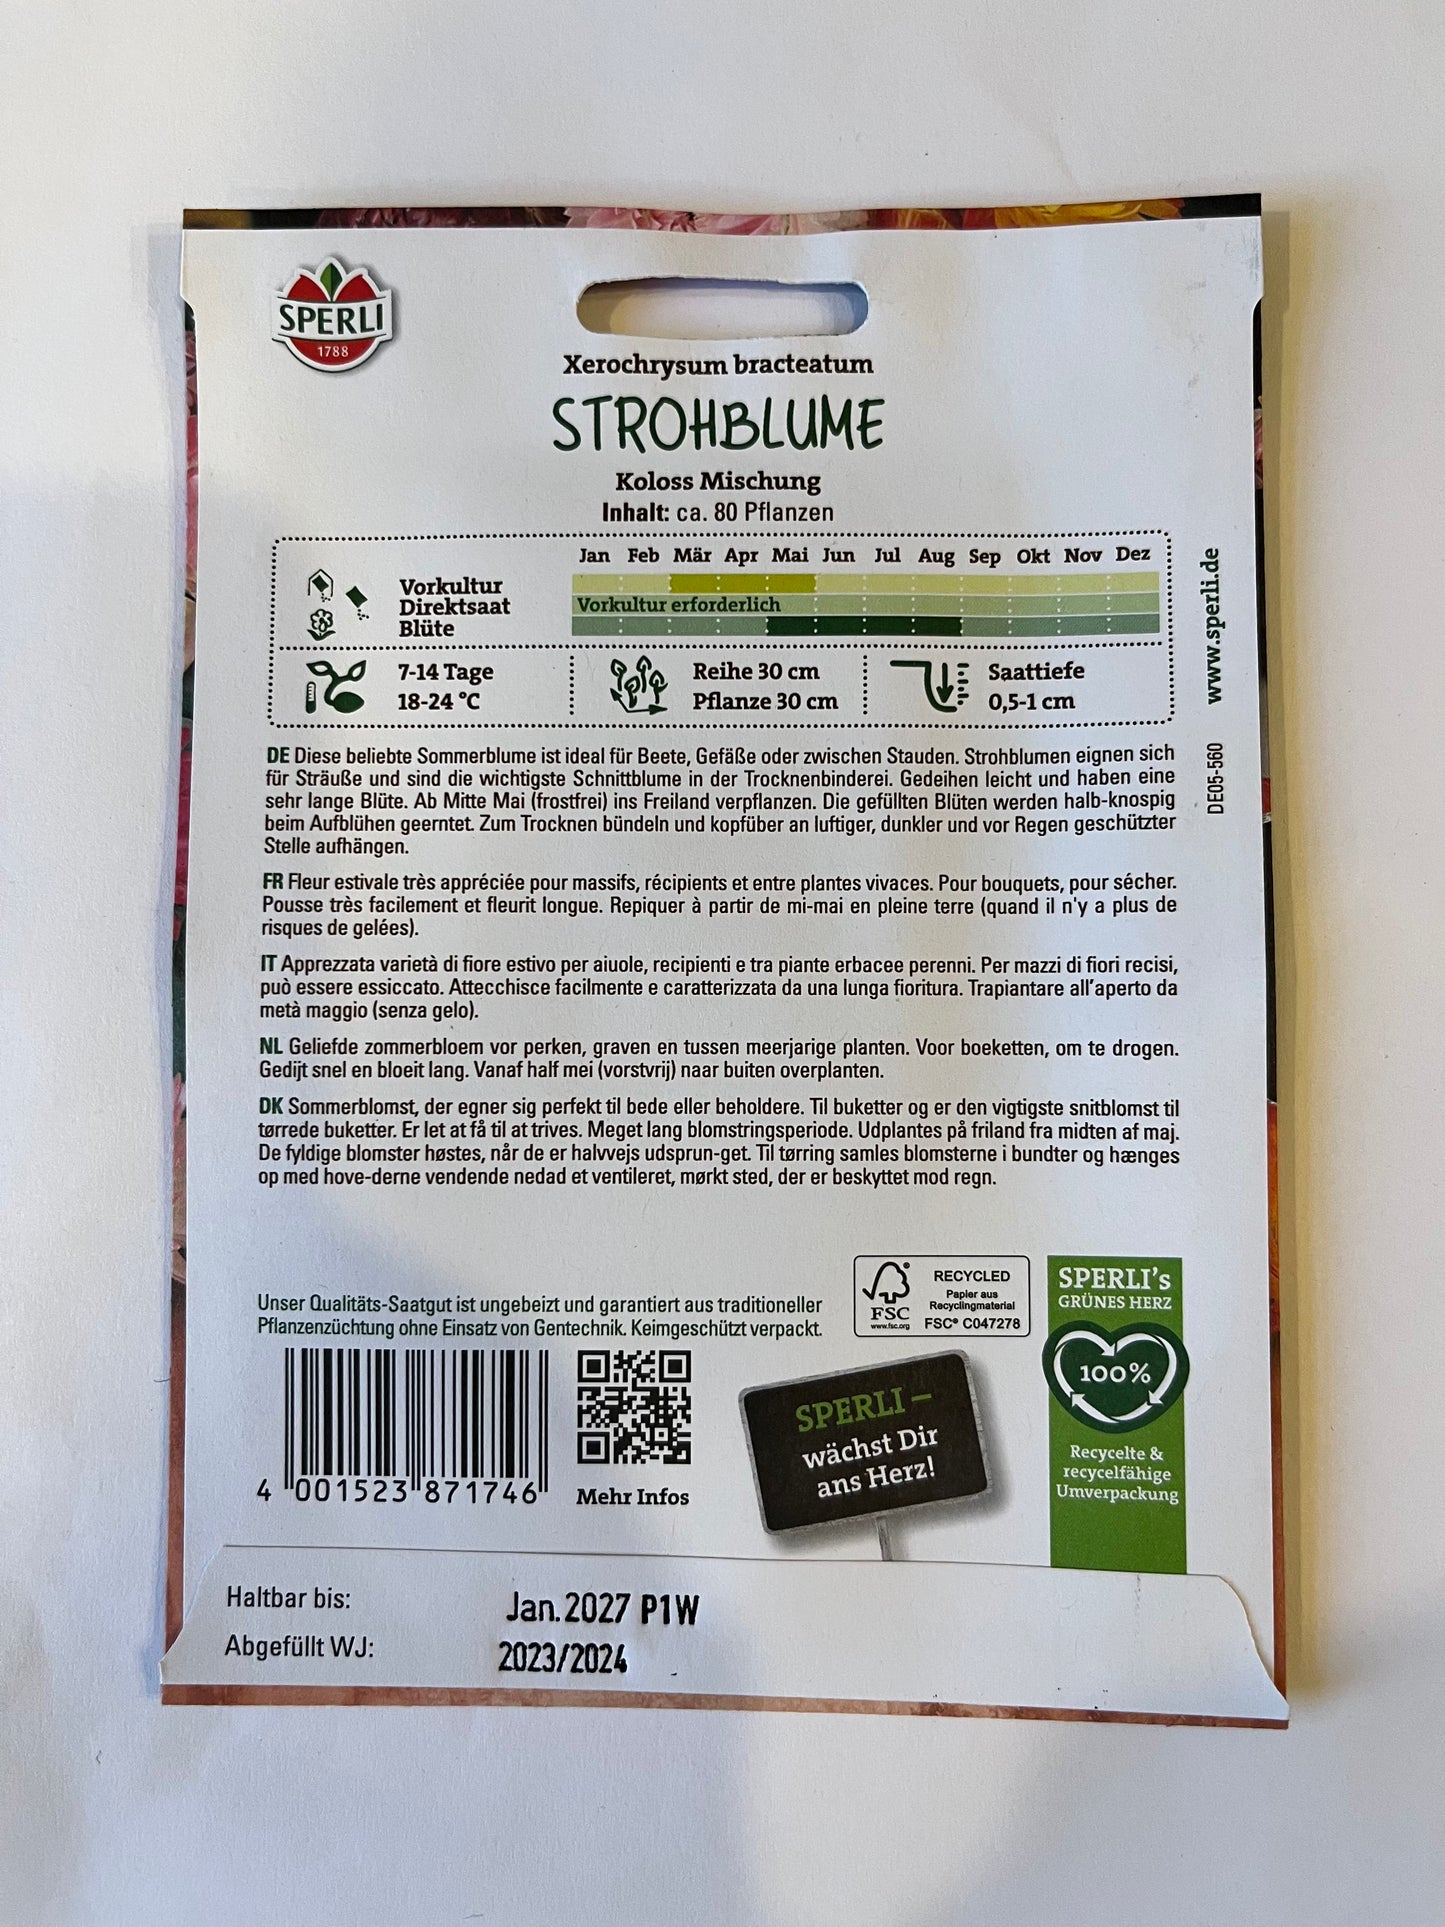 SPERLI
1788
Xerochrysum bracteatum
STROHBLUME
Koloss Mischung
Inhalt: ca. 80 Pflanzen
Jan Feb Mär Apr Mai Jun Jul Aug Sep Okt Nov Dez
Vorkultur
Direktsaat
Vorkultur erforderlich
Blüte
7-14 Tage
18-24 °C
Reihe 30 cm
Pflanze 30 cm
Saattiefe
0,5-1 cm
www.sperli.de
DE05-560
DE Diese beliebte Sommerblume ist ideal für Beete, Gefäße oder zwischen Stauden. Strohblumen eignen sich
für Sträuße und sind die wichtigste Schnittblume in der Trockenbinderei. Gedeihen leicht und haben eine
sehr lange Blüte. Ab Mitte Mai (frostfrei) ins Freiland verpflanzen. Die gefüllten Blüten werden halb-knospig
beim Aufblühen geerntet. Zum Trocknen bündeln und kopfüber an luftiger, dunkler und vor Regen geschützter
Stelle aufhängen.
FR Fleur estivale très appréciée pour massifs, récipients et entre plantes vivaces. Pour bouquets, pour sécher.
Pousse très facilement et fleurit longue. Repiquer à partir de mi-mai en pleine terre (quand il n'y a plus de
risques de gelées).
IT Apprezzata varietà di fiore estivo per aiuole, recipienti e tra piante erbacee perenni. Per mazzi di fiori recisi,
può essere essiccato. Attecchisce facilmente e caratterizzata da una lunga fioritura. Trapiantare all'aperto da
metà maggio (senza gelo).
NL Geliefde zommerbloem vor perken, graven en tussen meerjarige planten. Voor boeketten, om te drogen.
Gedijt snel en bloeit lang. Vanaf half mei (vorstvrij) naar buiten overplanten.
DK Sommerblomst, der egner sig perfekt til bede eller beholdere. Til buketter og er den vigtigste snitblomst til
tørrede buketter. Er let at få til at trives. Meget lang blomstringsperiode. Udplantes på friland fra midten af maj.
De fyldige blomster høstes, når de er halvvejs udsprun-get. Til tørring samles blomsterne i bundter og hænges
op med hove-derne vendende nedad et ventileret, mørkt sted, der er beskyttet mod regn.
Unser Qualitäts-Saatgut ist ungebeizt und garantiert aus traditioneller
Pflanzenzüchtung ohne Einsatz von Gentechnik. Keimgeschützt verpackt.
FSC
www.fsc.org
RECYCLED
Papier aus
Recyclingmaterial
FSC® C047278
SPERLI's
GRÜNES HERZ
100%
Recycelte &
recycelfähige
Umverpackung
4 001523 871746
Mehr Infos
SPERLI –
wächst Dir
ans Herz!
Haltbar bis: Jan. 2027 P1W
Abgefüllt WJ: 2023/2024